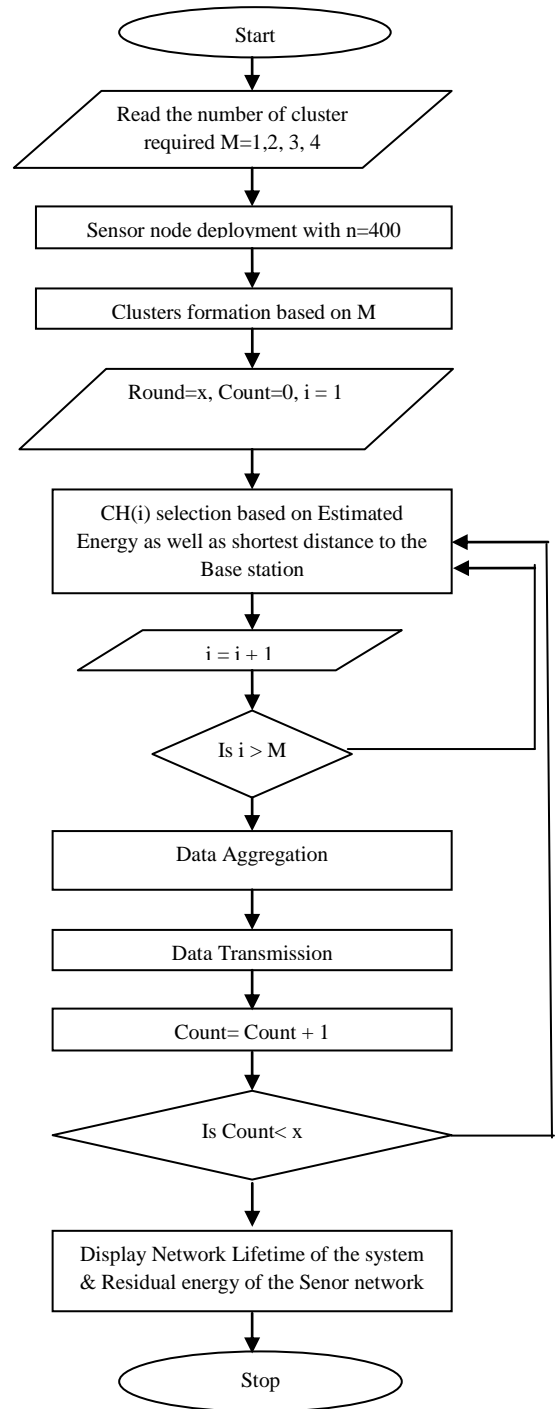 Start
Read the number of cluster
required M=1,2, 3, 4
Sensor node deployment with n=400
Clusters formation based on M
Round=x, Count=0, i = 1
CH(i) selection based on Estimated
Energy as well as shortest distance to the
Base station
i = i + 1
Is i > M
Data Aggregation
Data Transmission
Count= Count + 1
Is Count< x
Display Network Lifetime of the system
& Residual energy of the Senor network
Stop